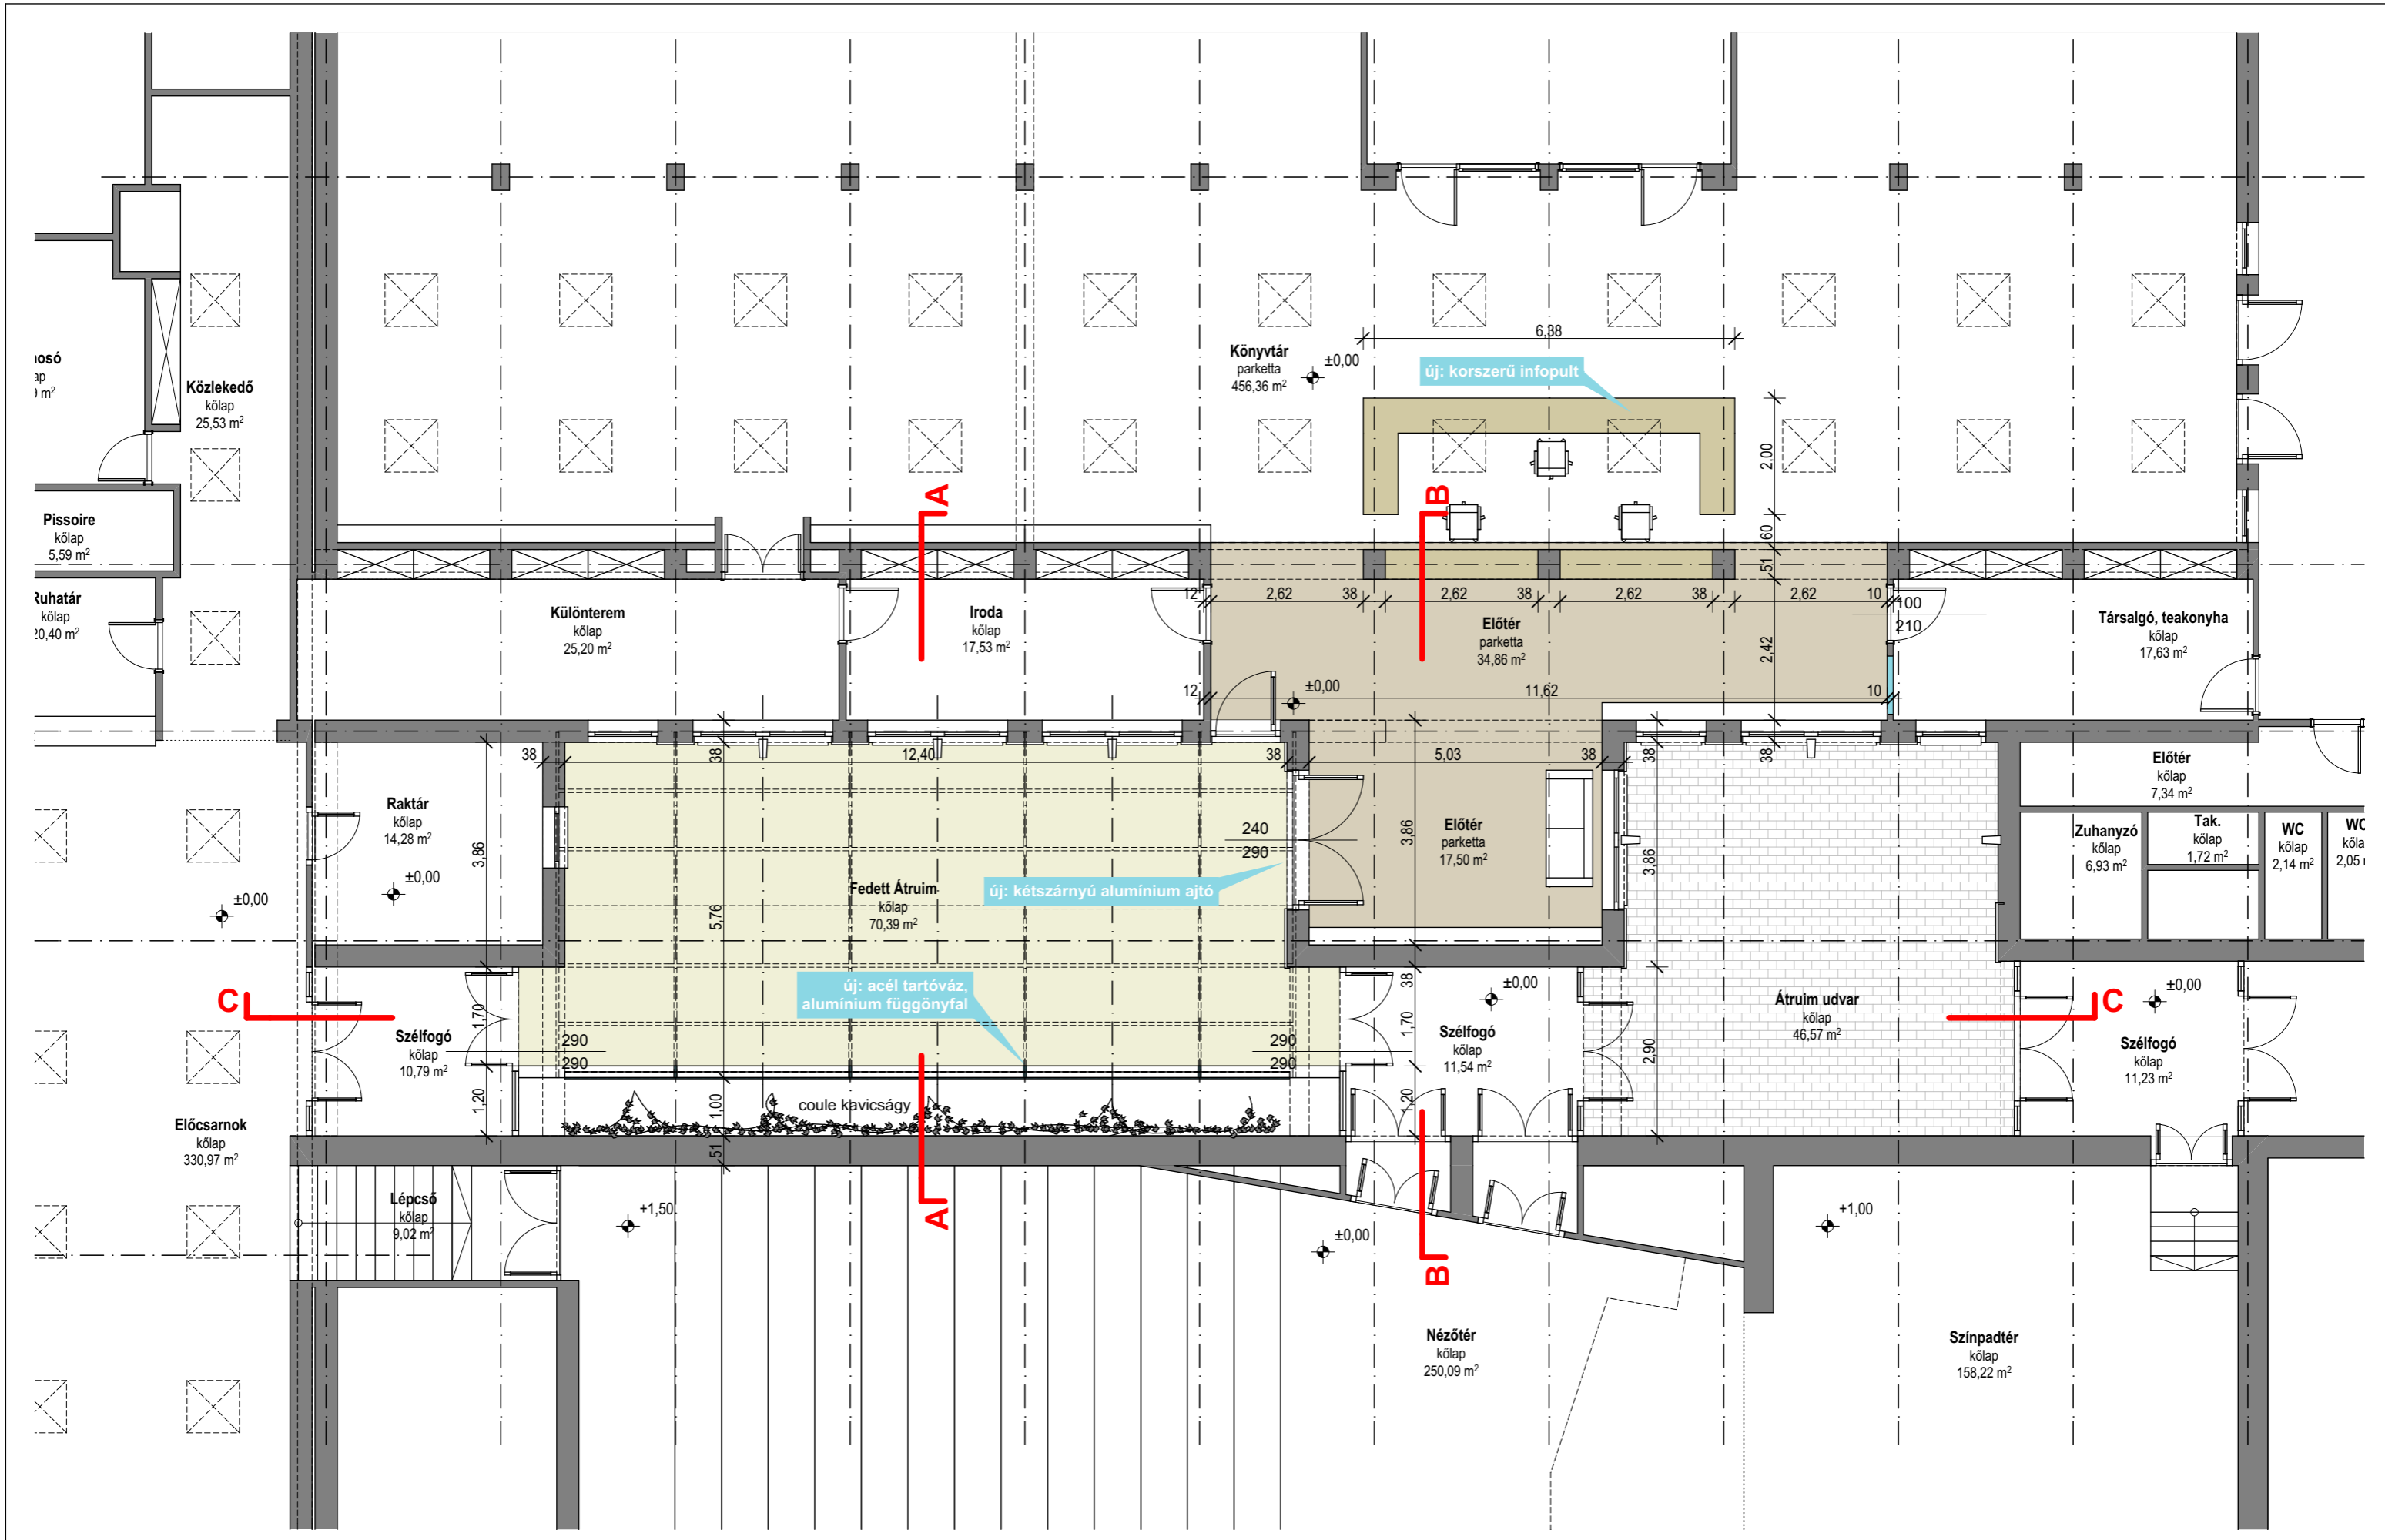 6,38
Könyvtár
parketta
456,36 m²
±0,00
új: korszerű infopult
Közlekedő
kőlap
25,53 m²
2,00
60
51
Pissoire
kőlap
5,59 m²
A
B
Ruhatár
kőlap
20,40 m²
Különterem
kőlap
25,20 m²
Iroda
kőlap
17,53 m²
12
2,62
38
2,62
38
2,62
38
2,62
10
100
210
Előtér
parketta
34,86 m²
2,42
Társalgó, teakonyha
kőlap
17,63 m²
12
±0,00
11,62
10
38
38
12,40
38
5,03
38
38
38
Előtér
kőlap
7,34 m²
Raktár
kőlap
14,28 m²
3,86
±0,00
±0,00
5,76
Fedett Átruim
kőlap
70,39 m²
240
290
új: kétszárnyú alumínium ajtó
3,86
Előtér
parketta
17,50 m²
3,86
Zuhanyzó
kőlap
6,93 m²
Tak.
kőlap
1,72 m²
WC
kőlap
2,14 m²
WC
2,05
új: acél tartóváz,
alumínium függönyfal
C
Szélfogó
kőlap
10,79 m²
1,70
1,20
290
290
290
290
38
1,70
1,20
±0,00
Szélfogó
kőlap
11,54 m²
2,90
Átruim udvar
kőlap
46,57 m²
C
±0,00
Szélfogó
kőlap
11,23 m²
1,00
51
coule kavicságy
Előcsarnok
kőlap
330,97 m²
Lépcső
kőlap
9,02 m²
+1,50
A
±0,00
B
+1,00
Nézőtér
kőlap
250,09 m²
Színpadtér
kőlap
158,22 m²